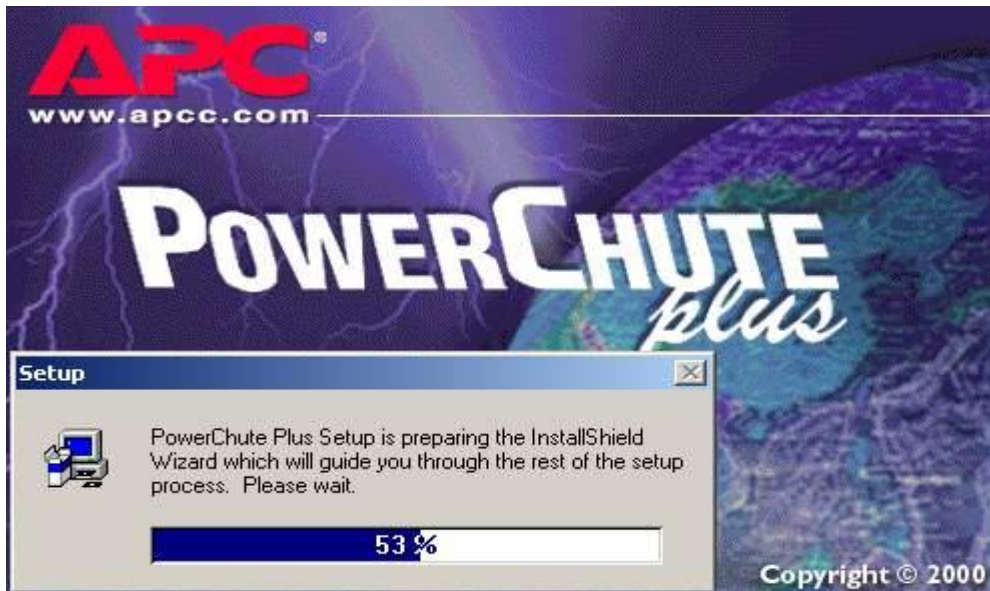 APC®
www.apcc.com
POWERCHUTE
plus
Setup
PowerChute Plus Setup is preparing the InstallShield
Wizard which will guide you through the rest of the setup
process. Please wait.
53 %
Copyright © 2000